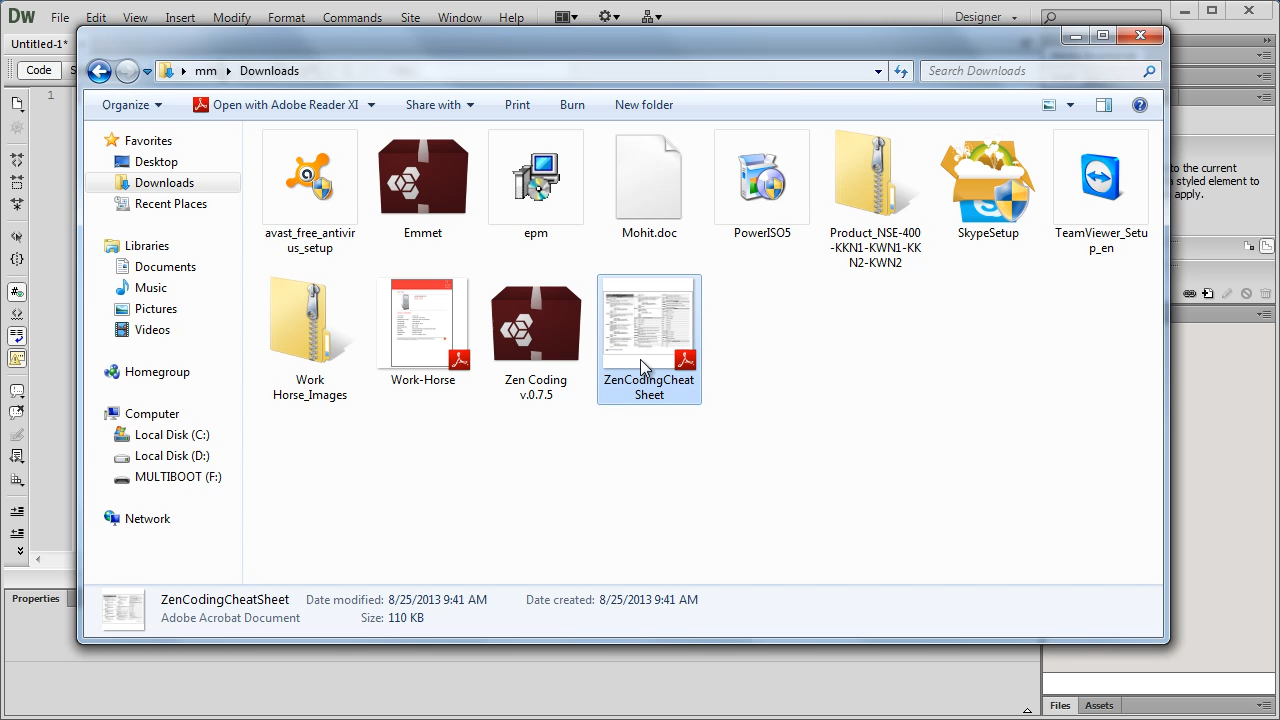 Dw File Edit View Insert Modify Format Commands Site Window Help Designer
Untitled-1*
Code
1
mm Downloads
Search Downloads
Organize Open with Adobe Reader XI Share with Print Burn New folder
Favorites
Desktop
Downloads
Recent Places
Libraries
Documents
Music
Pictures
Videos
Homegroup
Computer
Local Disk (C:)
Local Disk (D:)
MULTIBOOT (F:)
Network
avast_free_antivir
us_setup
Emmet
epm
Mohit.doc
PowerISO5
Product_NSE-400
-KKN1-KWN1-KK
N2-KWN2
SkypeSetup
TeamViewer_Setu
p_en
Work
Horse_Images
Work-Horse
Zen Coding
v.0.7.5
ZenCodingCheat
Sheet
to the current
a styled element to
apply.
ZenCodingCheatSheet Date modified: 8/25/2013 9:41 AM Date created: 8/25/2013 9:41 AM
Adobe Acrobat Document Size: 110 KB
Properties
Files Assets